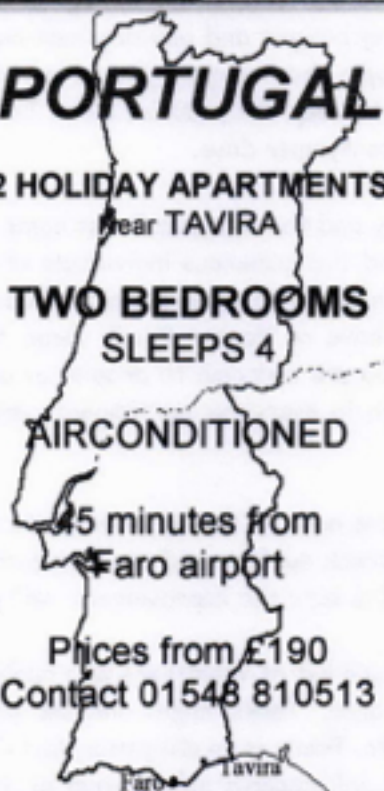 PORTUGAL
2 HOLIDAY APARTMENTS
Near TAVIRA
TWO BEDROOMS
SLEEPS 4
AIRCONDITIONED
45 minutes from
Faro airport
Prices from £190
Contact 01548 810513
Tavira
Faro